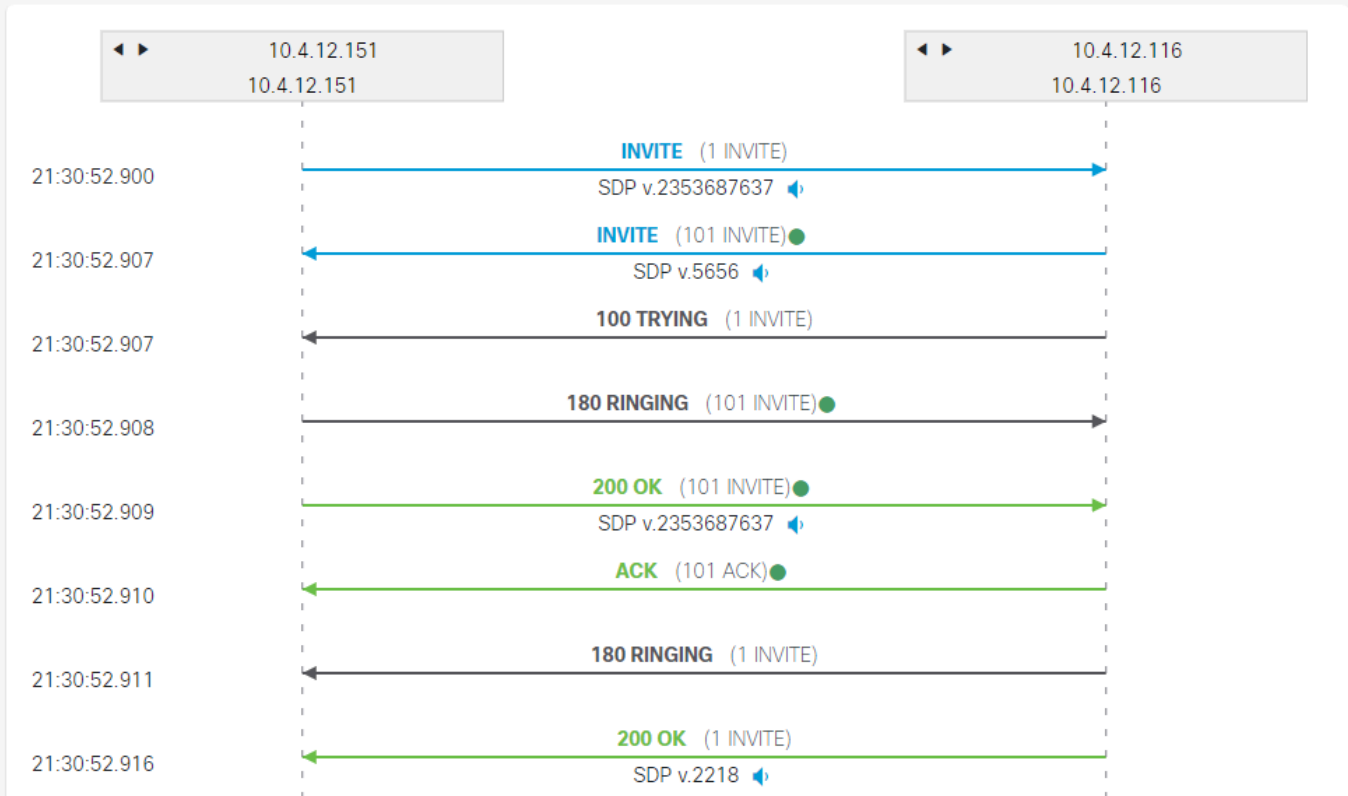 10.4.12.151 10.4.12.116
10.4.12.151 10.4.12.116
INVITE (1 INVITE)
21:30:52.900
SDP v.2353687637
INVITE (101 INVITE)
21:30:52.907
SDP v.5656
100 TRYING (1 INVITE)
21:30:52.907
180 RINGING (101 INVITE)
21:30:52.908
200 OK (101 INVITE)
21:30:52.909
SDP v.2353687637
ACK (101 ACK)
21:30:52.910
180 RINGING (1 INVITE)
21:30:52.911
200 OK (1 INVITE)
21:30:52.916
SDP v.2218